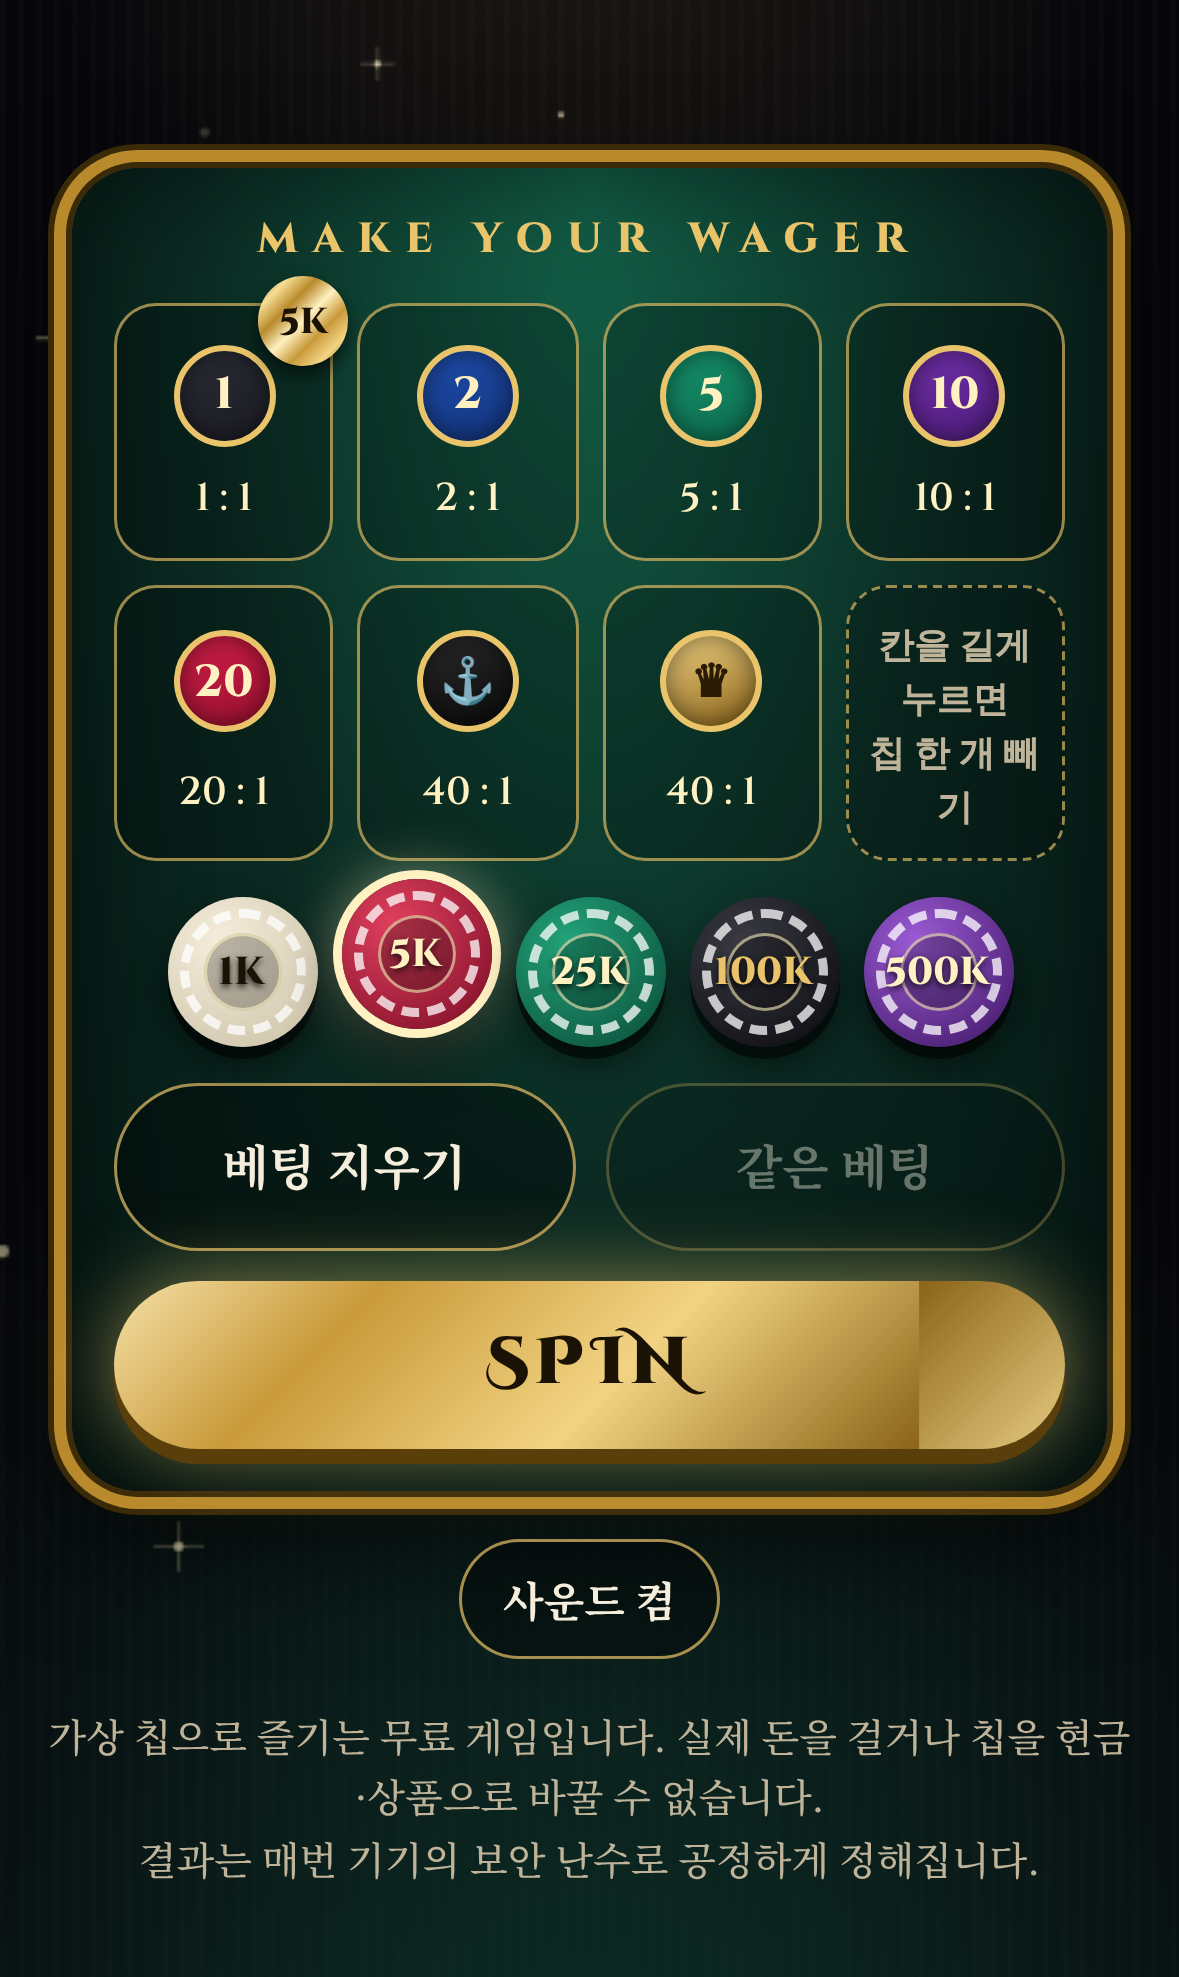 MAKE YOUR WAGER
5K
1 2 5 10
1 : 1 2 : 1 5 : 1 10 : 1
20 ⚓ ♛
20 : 1 40 : 1 40 : 1
칸을 길게
누르면
칩 한 개 빼
기
1K 5K 25K 100K 500K
베팅 지우기 같은 베팅
SPIN
사운드 켬
가상 칩으로 즐기는 무료 게임입니다. 실제 돈을 걸거나 칩을 현금
·상품으로 바꿀 수 없습니다.
결과는 매번 기기의 보안 난수로 공정하게 정해집니다.